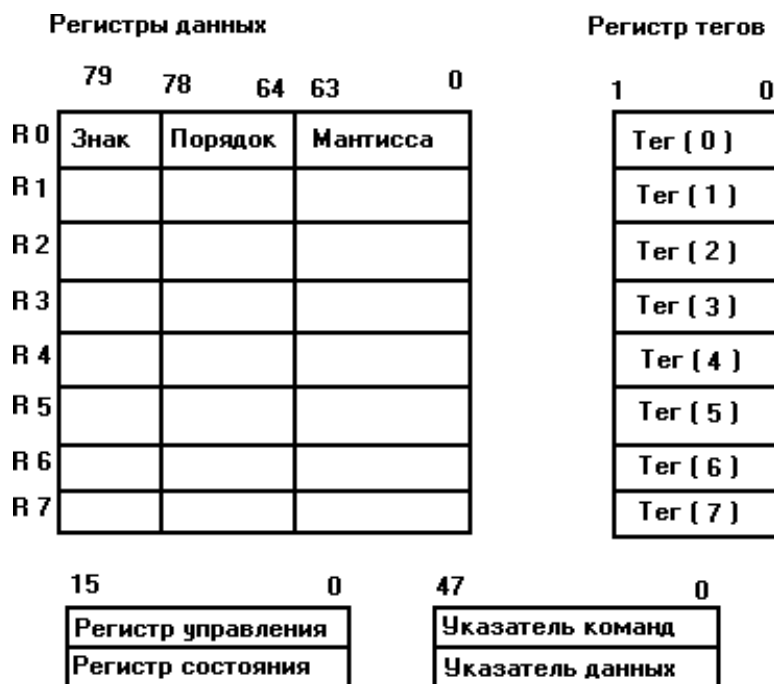 Регистры данных Регистр тегов
79 78 64 63 0 1 0
R 0 Знак Порядок Мантисса Тег ( 0 )
R 1 Тег ( 1 )
R 2 Тег ( 2 )
R 3 Тег ( 3 )
R 4 Тег ( 4 )
R 5 Тег ( 5 )
R 6 Тег ( 6 )
R 7 Тег ( 7 )
15 0 47 0
Регистр управления Указатель команд
Регистр состояния Указатель данных